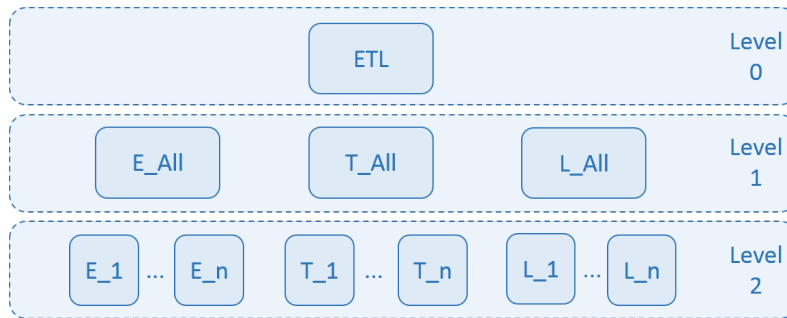 ETL
Level
0
E_All
T_All
L_All
Level
1
E_1 ... E_n
T_1 ... T_n
L_1 ... L_n
Level
2